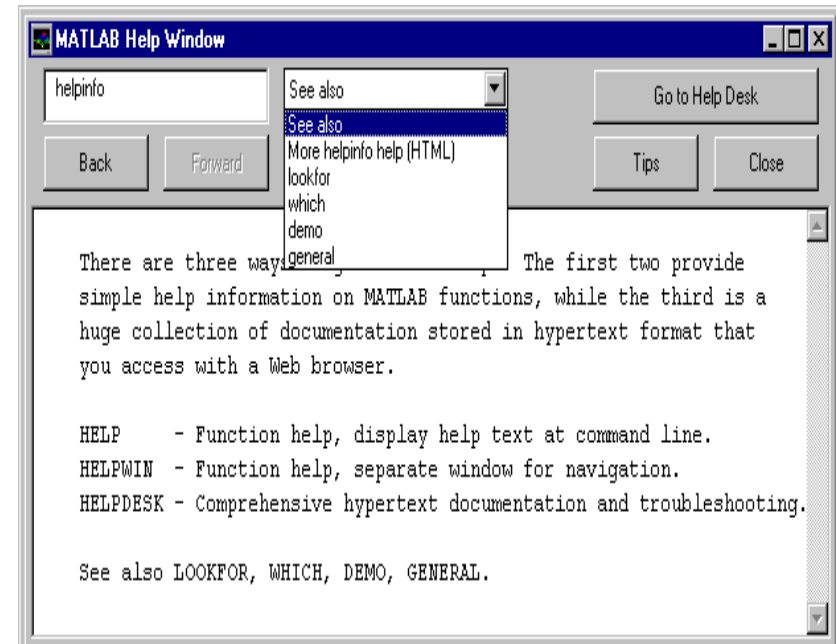 MATLAB Help Window
helpinfo
See also
Go to Help Desk
See also
More helpinfo help (HTML)
lookfor
which
demo
general
Back
Forward
Tips
Close
There are three ways The first two provide
simple help information on MATLAB functions, while the third is a
huge collection of documentation stored in hypertext format that
you access with a Web browser.
HELP - Function help, display help text at command line.
HELPWIN - Function help, separate window for navigation.
HELPDESK - Comprehensive hypertext documentation and troubleshooting.
See also LOOKFOR, WHICH, DEMO, GENERAL.